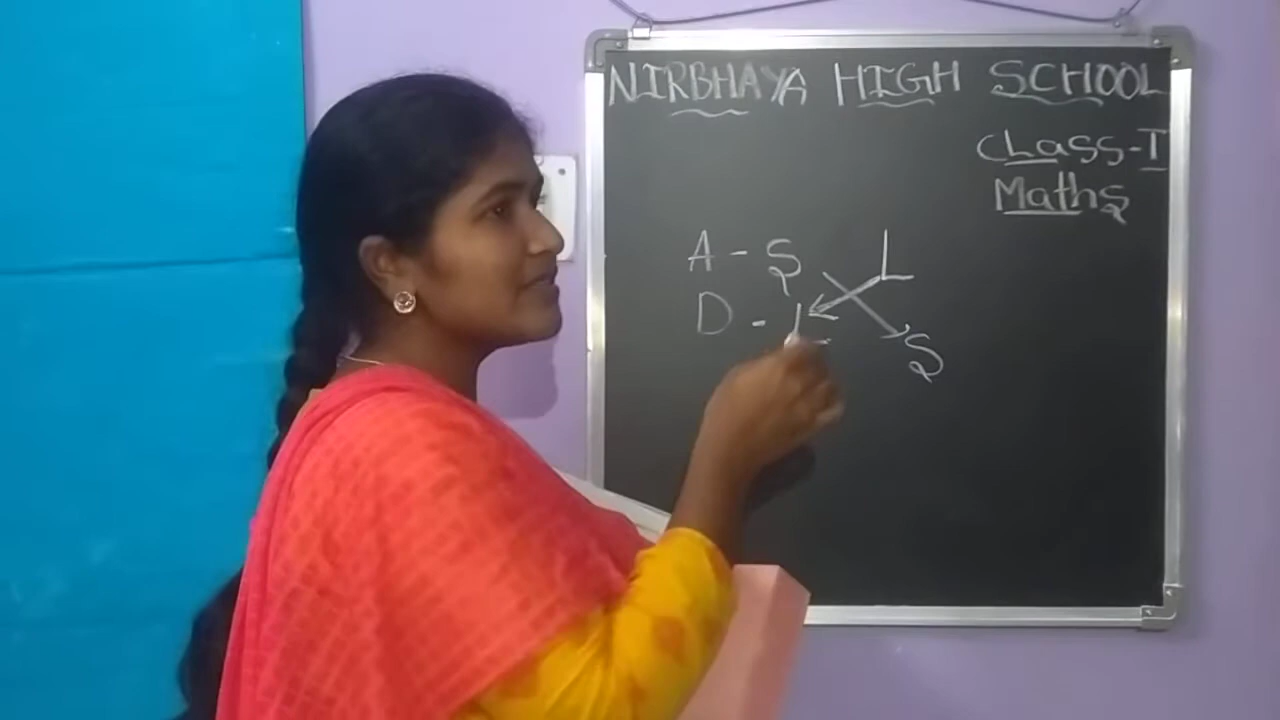 NIRBHAYA HIGH SCHOOL
CLass-I
Maths
A - S L
D - L S